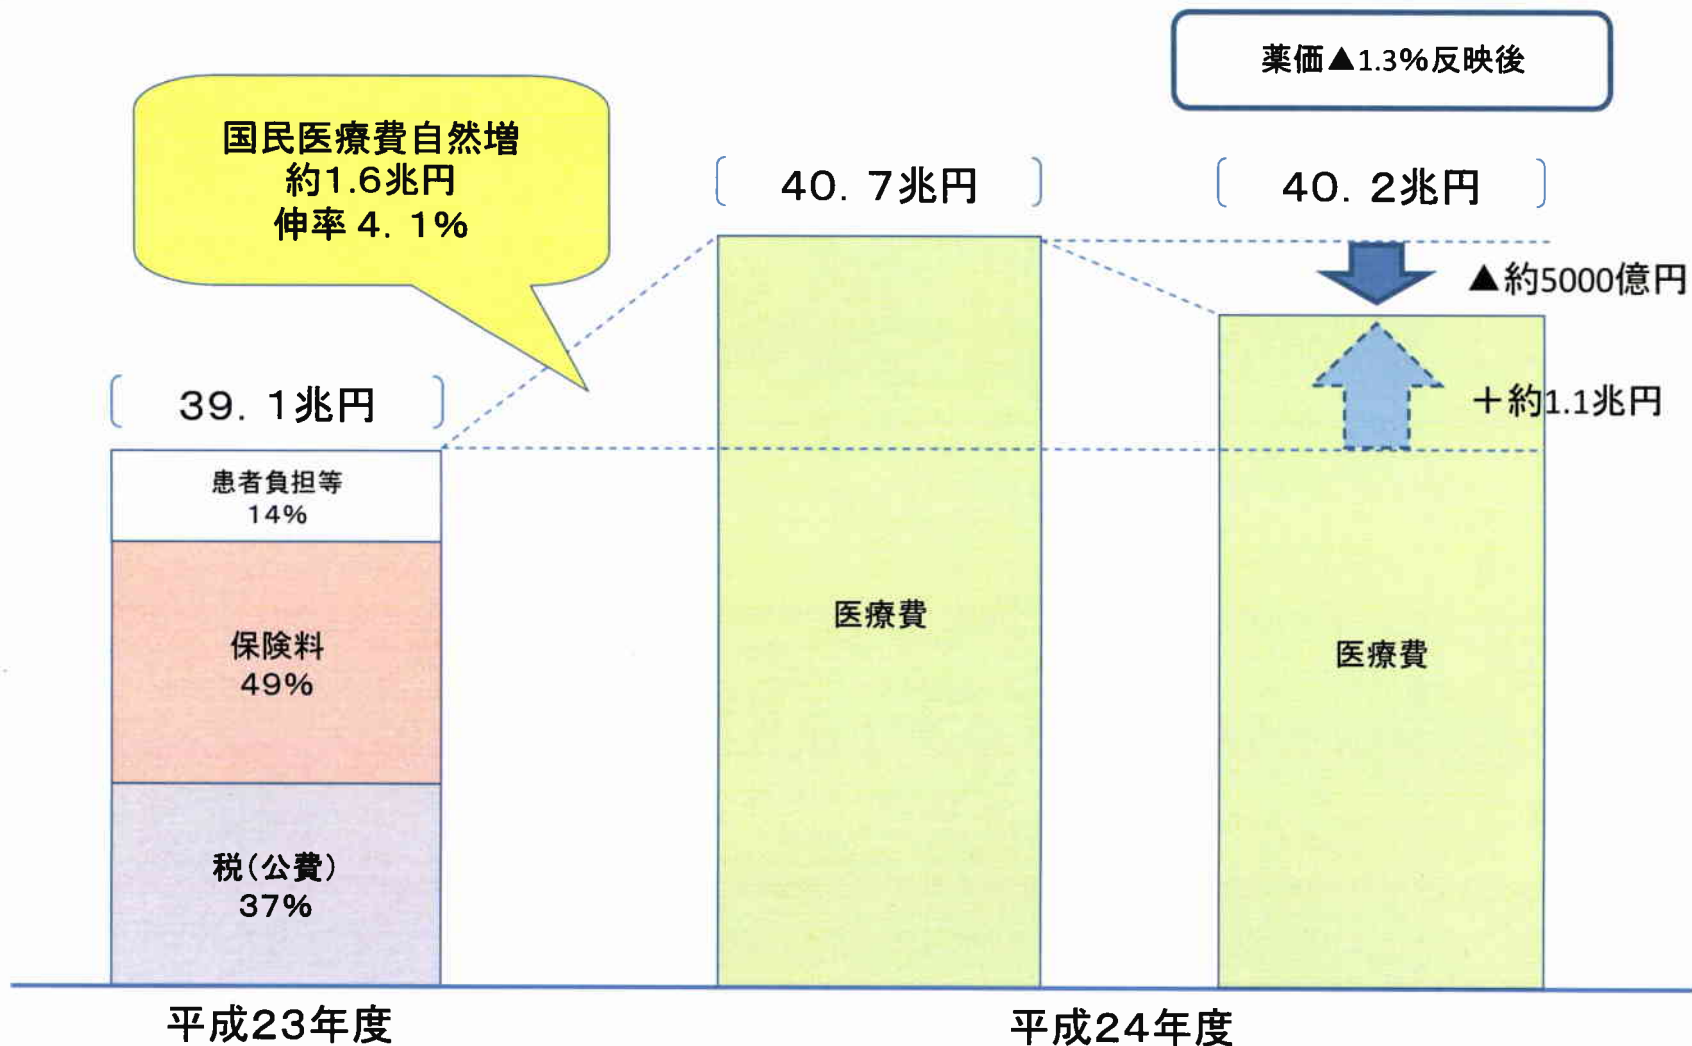 薬価▲1.3%反映後
国民医療費自然増
約1.6兆円
伸率 4.1%
40.7兆円
40.2兆円
▲約5000億円
+約1.1兆円
39.1兆円
患者負担等
14%
保険料
49%
税(公費)
37%
医療費
医療費
平成23年度
平成24年度